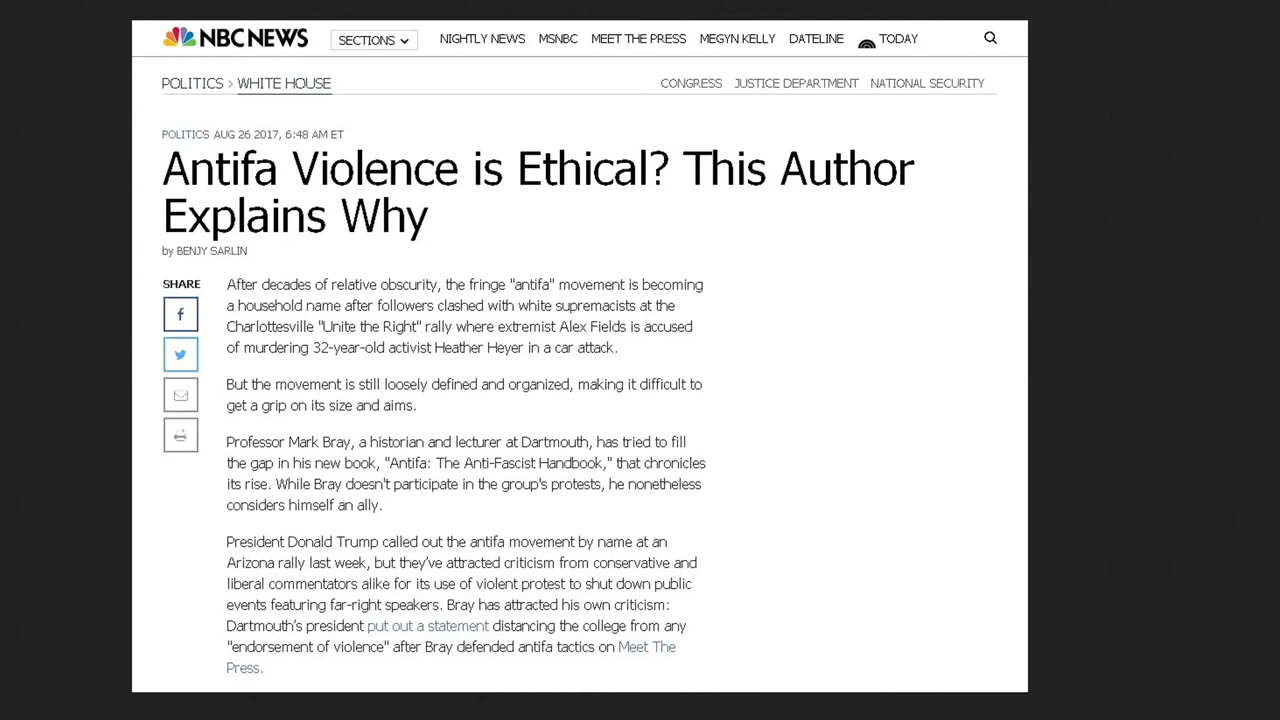 NBC NEWS SECTIONS NIGHTLY NEWS MSNBC MEET THE PRESS MEGYN KELLY DATELINE TODAY
POLITICS > WHITE HOUSE CONGRESS JUSTICE DEPARTMENT NATIONAL SECURITY
POLITICS AUG 26 2017, 6:48 AM ET
Antifa Violence is Ethical? This Author
Explains Why
by BENJY SARLIN
SHARE
After decades of relative obscurity, the fringe "antifa" movement is becoming
a household name after followers clashed with white supremacists at the
Charlottesville "Unite the Right" rally where extremist Alex Fields is accused
of murdering 32-year-old activist Heather Heyer in a car attack.
But the movement is still loosely defined and organized, making it difficult to
get a grip on its size and aims.
Professor Mark Bray, a historian and lecturer at Dartmouth, has tried to fill
the gap in his new book, "Antifa: The Anti-Fascist Handbook," that chronicles
its rise. While Bray doesn't participate in the group's protests, he nonetheless
considers himself an ally.
President Donald Trump called out the antifa movement by name at an
Arizona rally last week, but they've attracted criticism from conservative and
liberal commentators alike for its use of violent protest to shut down public
events featuring far-right speakers. Bray has attracted his own criticism:
Dartmouth's president put out a statement distancing the college from any
"endorsement of violence" after Bray defended antifa tactics on Meet The
Press.